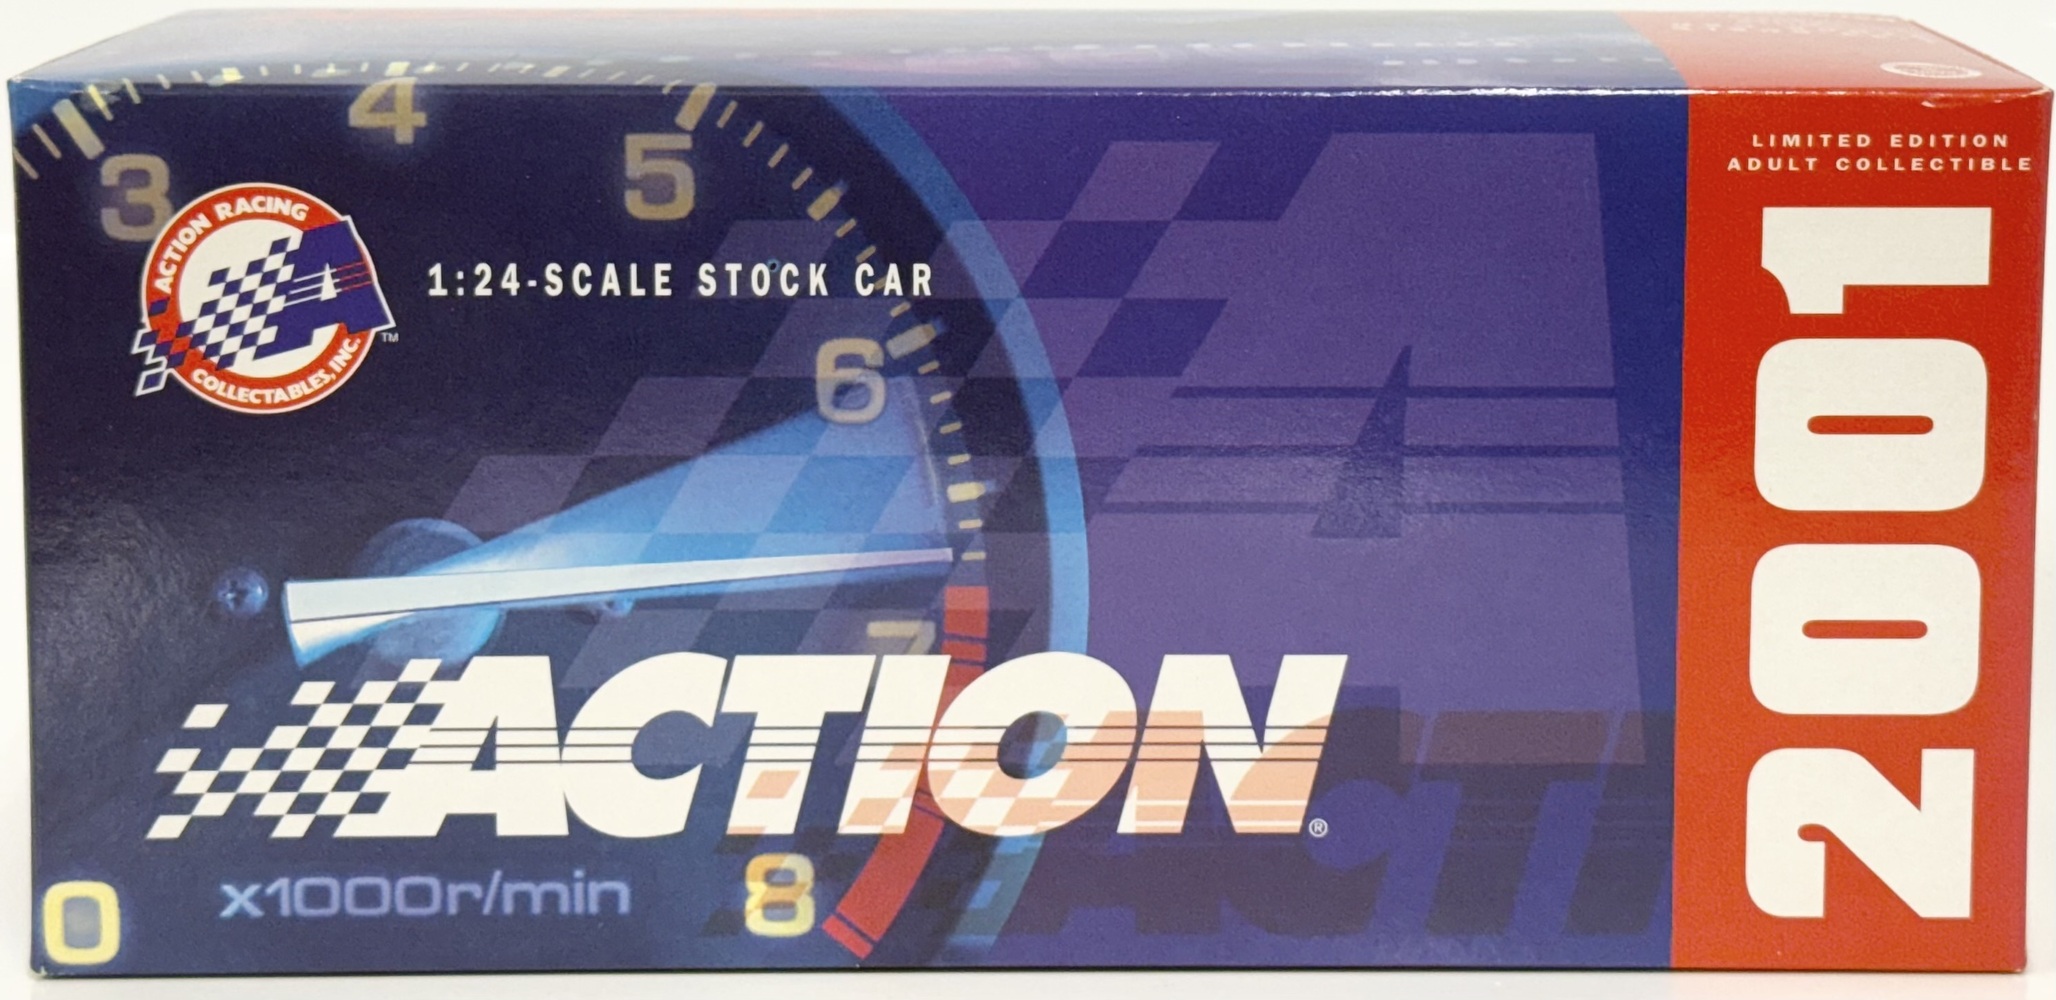 3
4
5
6
7
8
0
ACTION RACING
COLLECTABLES, INC.
TM
1:24-SCALE STOCK CAR
ACTION®
x1000r/min
LIMITED EDITION
ADULT COLLECTIBLE
2001